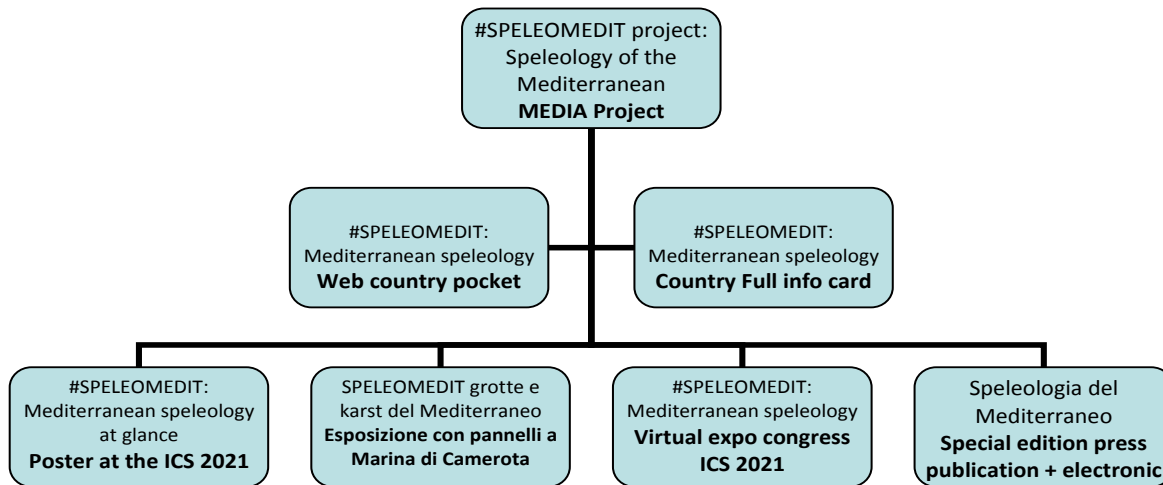 #SPELEOMEDIT project:
Speleology of the
Mediterranean
MEDIA Project
#SPELEOMEDIT:
Mediterranean speleology
Web country pocket
#SPELEOMEDIT:
Mediterranean speleology
Country Full info card
#SPELEOMEDIT:
Mediterranean speleology
at glance
Poster at the ICS 2021
SPELEOMEDIT grotte e
karst del Mediterraneo
Esposizione con pannelli a
Marina di Camerota
#SPELEOMEDIT:
Mediterranean speleology
Virtual expo congress
ICS 2021
Speleologia del
Mediterraneo
Special edition press
publication + electronic